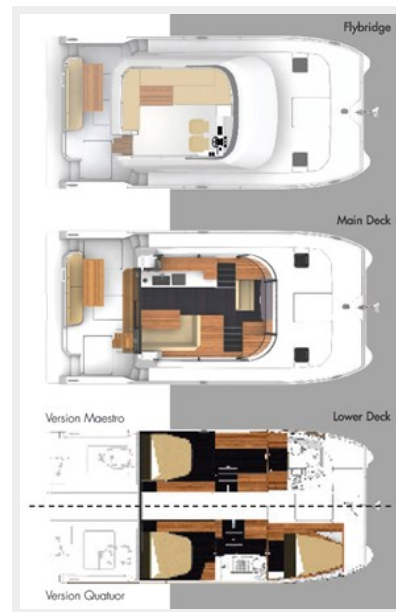 Flybridge
Main Deck
Version Maestro
Lower Deck
Version Quatuor